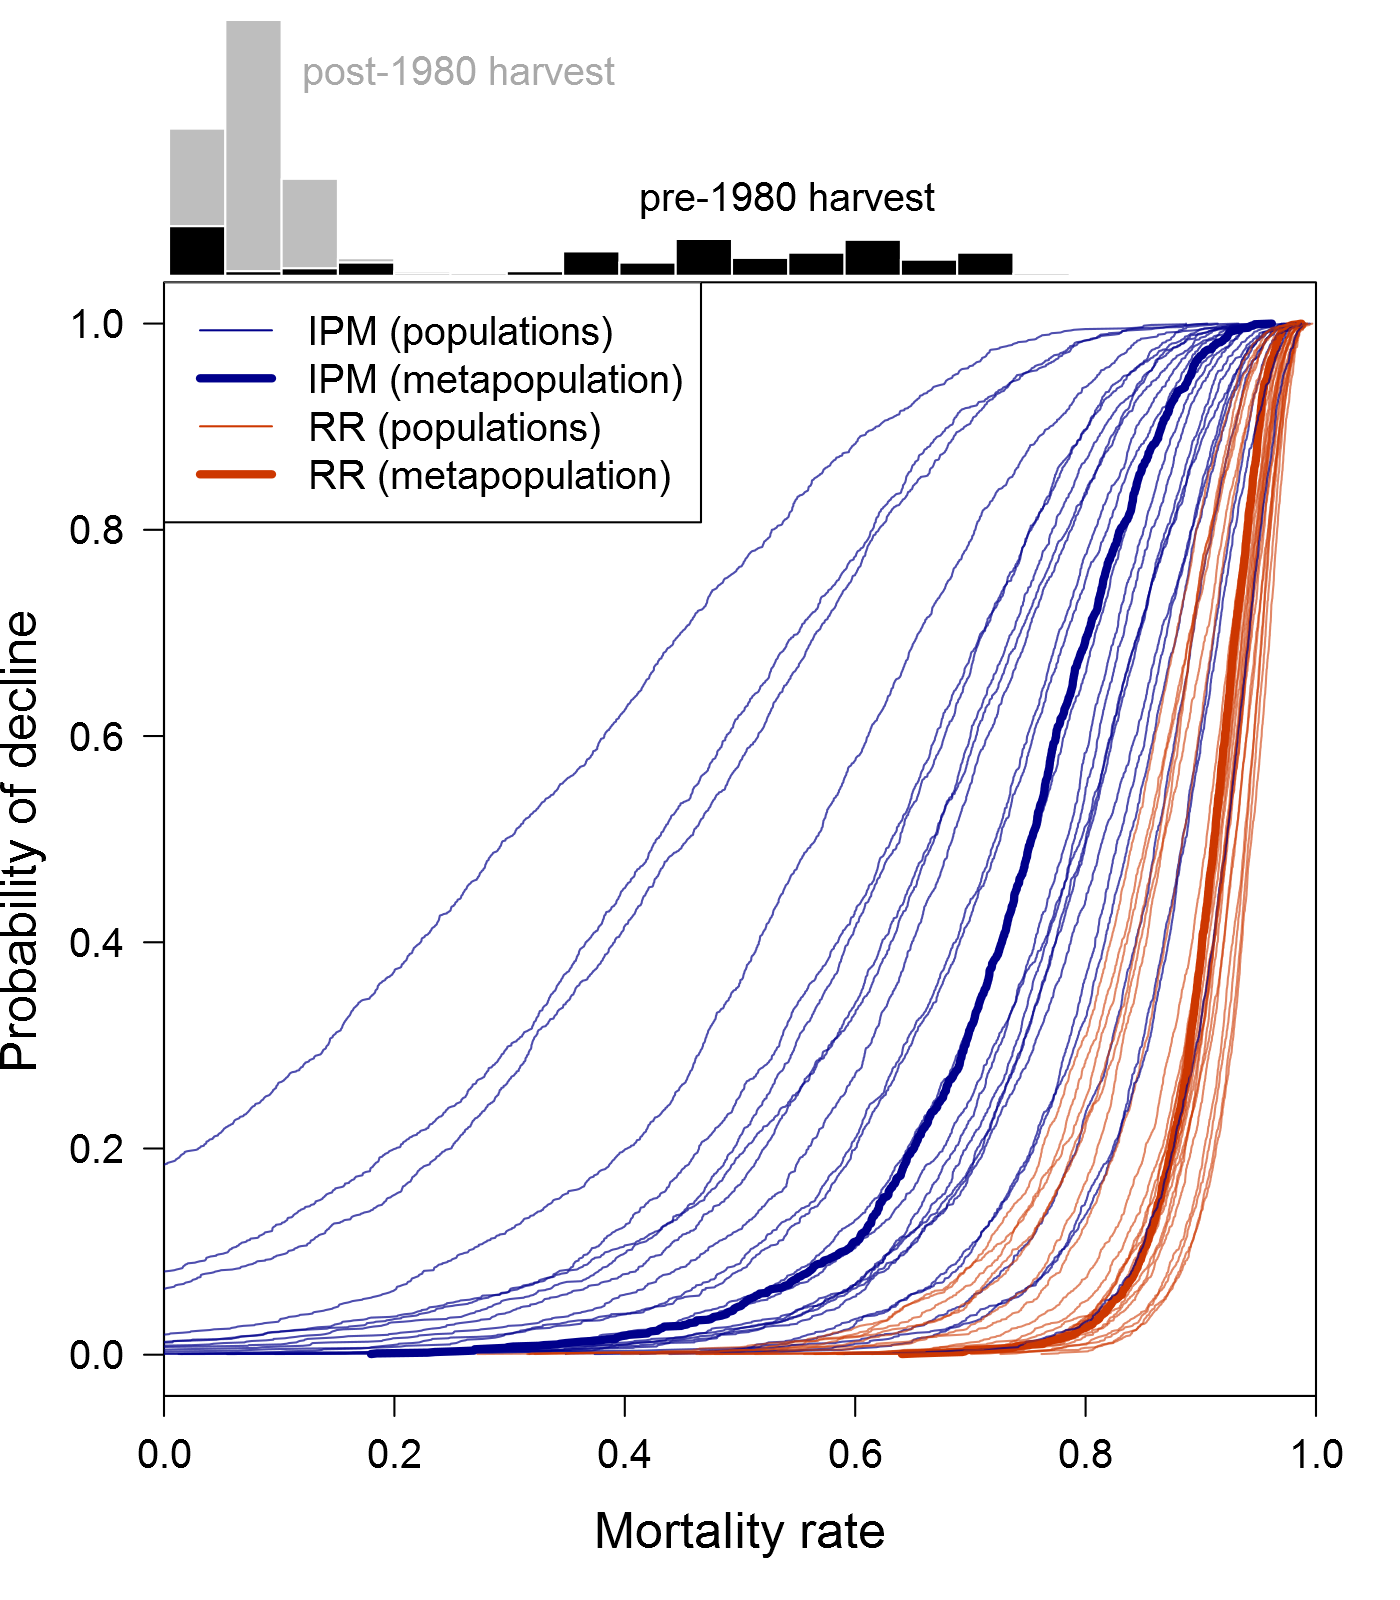 post-1980 harvest
pre-1980 harvest
IPM (populations)
IPM (metapopulation)
RR (populations)
RR (metapopulation)
1.0
0.8
0.6
0.4
0.2
0.0
Probability of decline
0.0 0.2 0.4 0.6 0.8 1.0
Mortality rate